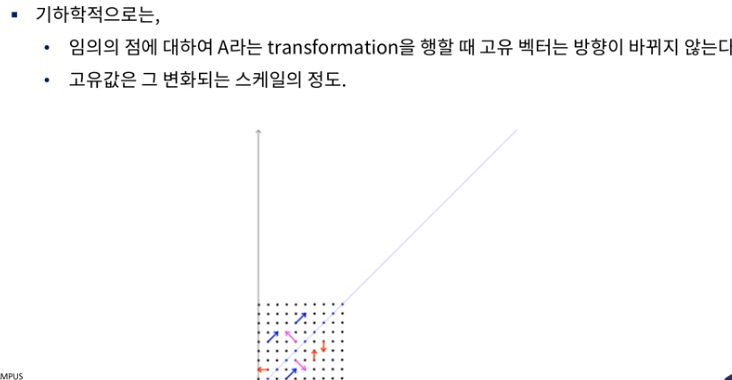 기하학적으로는,
임의의 점에 대하여 A라는 transformation을 행할 때 고유 벡터는 방향이 바뀌지 않는다
고유값은 그 변화되는 스케일의 정도.
MPUS